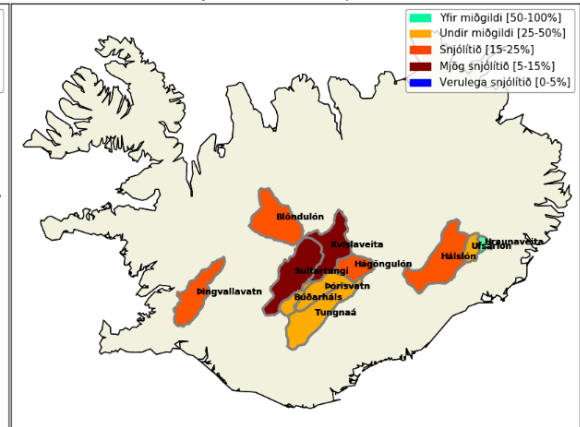 Yfir miðgildi [50-100%]
Undir miðgildi [25-50%]
Snjólítið [15-25%]
Mjög snjólítið [5-15%]
Verulega snjólítið [0-5%]
Blöndulón
Kvíslaveita
Hraunaveita
Ufsarlón
Hálslón
Hágöngulón
Sultartangi
Þórisvatn
Þingvallavatn
Búðarháls
Tungnaá